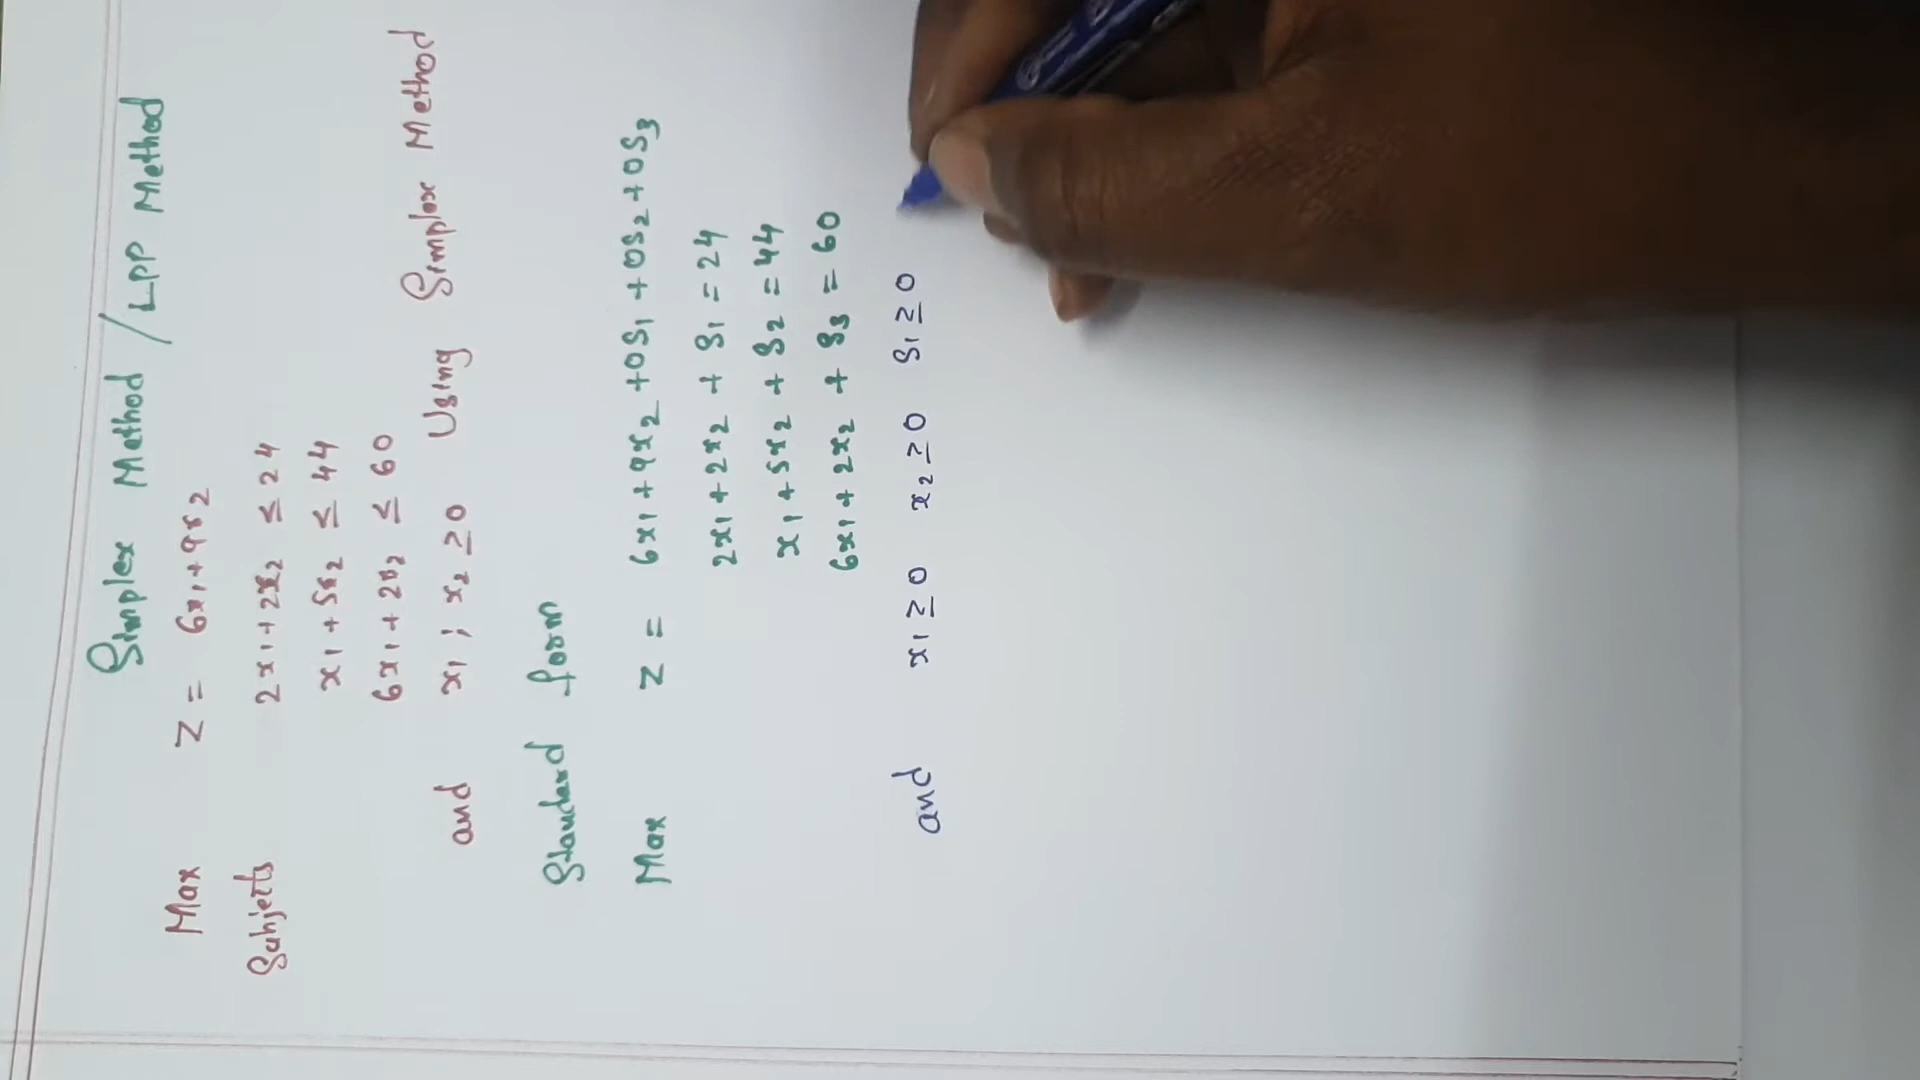 Simplex Method / LPP Method
Max Z = 6x1 + 9x2
Subjects 2x1 + 2x2 ≤ 24
x1 + 5x2 ≤ 44
6x1 + 2x2 ≤ 60
and x1 ; x2 ≥ 0 Using Simplex Method
Standard form
Max Z = 6x1 + 9x2 + 0S1 + 0S2 + 0S3
2x1 + 2x2 + S1 = 24
x1 + 5x2 + S2 = 44
6x1 + 2x2 + S3 = 60
and x1 ≥ 0 x2 ≥ 0 S1 ≥ 0